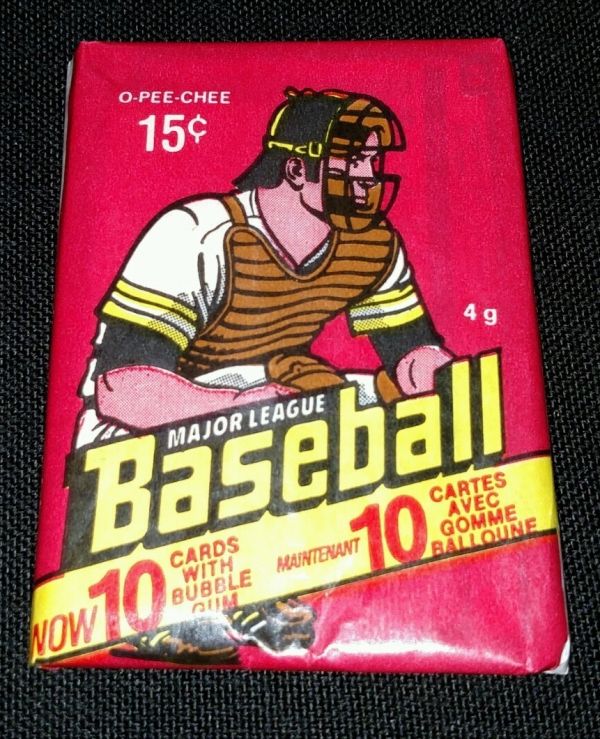 O-PEE-CHEE
15¢
4 g
MAJOR LEAGUE
Baseball
NOW 10 CARDS
WITH
BUBBLE
GUM
MAINTENANT 10 CARTES
AVEC
GOMME
BALLOUNE